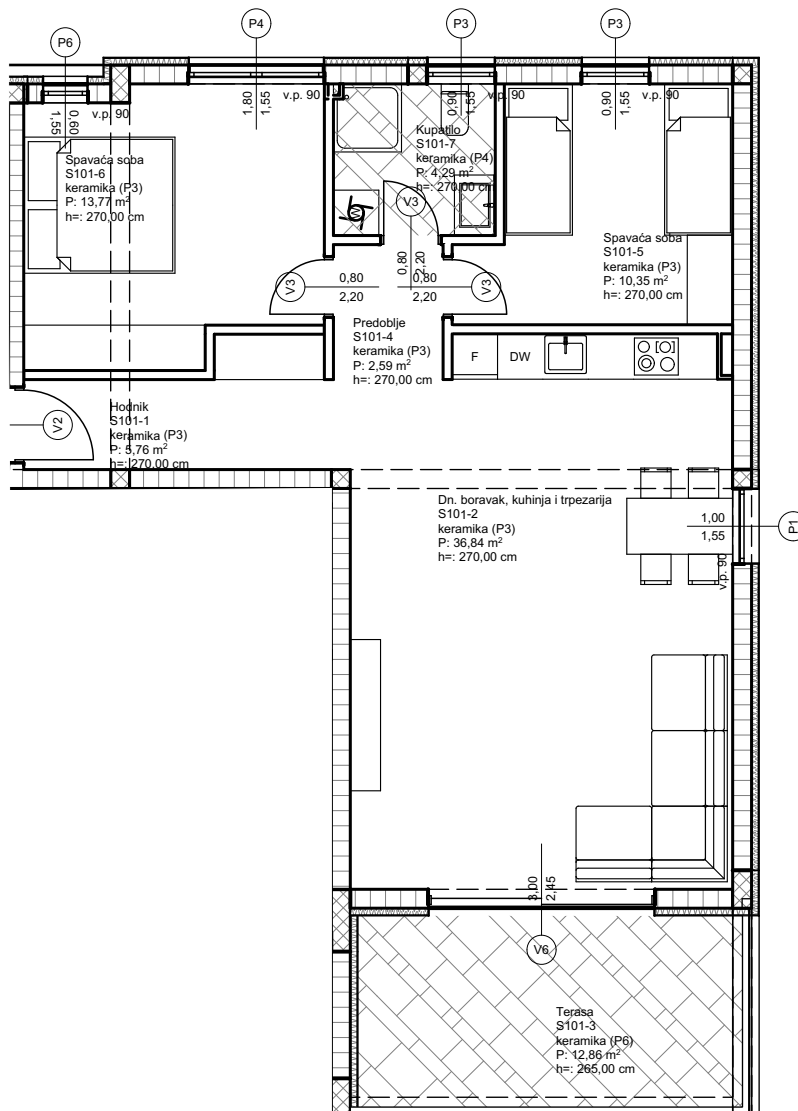 P6
P4
P3
P3
0,60
1,55
v.p. 90
1,80
1,55
v.p. 90
0,90
1,55
v.p. 90
0,90
1,55
v.p. 90
Spavaća soba
S101-6
keramika (P3)
P: 13,77 m²
h=: 270,00 cm
Kupatilo
S101-7
keramika (P4)
P: 4,29 m²
h=: 270,00 cm
W
V3
0,80
2,20
Spavaća soba
S101-5
keramika (P3)
P: 10,35 m²
h=: 270,00 cm
V3
0,80
2,20
0,80
2,20
V3
Predoblje
S101-4
keramika (P3)
P: 2,59 m²
h=: 270,00 cm
F
DW
V2
Hodnik
S101-1
keramika (P3)
P: 5,76 m²
h=: 270,00 cm
Dn. boravak, kuhinja i trpezarija
S101-2
keramika (P3)
P: 36,84 m²
h=: 270,00 cm
1,00
1,55
P1
v.p. 90
3,00
2,45
V6
Terasa
S101-3
keramika (P6)
P: 12,86 m²
h=: 265,00 cm